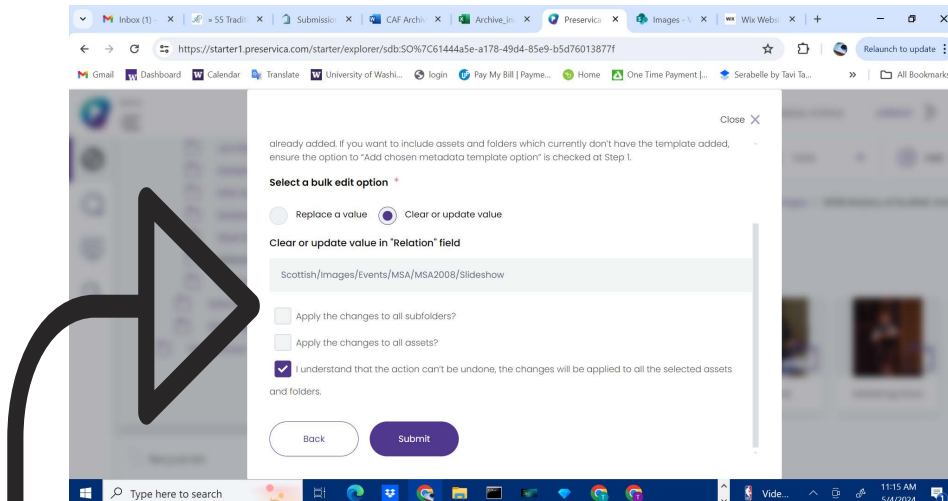 Inbox (1) -
» 55 Tradit
Submission
CAF Archiv
Archive_in
Preservica
Images - V
Wix Websi
https://starter1.preservica.com/starter/explorer/sdb:SO%7C61444a5e-a178-49d4-85e9-b5d76013877f
Relaunch to update
Gmail
Dashboard
Calendar
Translate
University of Washi...
login
Pay My Bill | Payme...
Home
One Time Payment |...
Serabelle by Tavi Ta...
»
All Bookmarks
Close
already added. If you want to include assets and folders which currently don't have the template added,
ensure the option to "Add chosen metadata template option" is checked at Step 1.
Select a bulk edit option *
Replace a value
Clear or update value
Clear or update value in "Relation" field
Scottish/Images/Events/MSA/MSA2008/Slideshow
Apply the changes to all subfolders?
Apply the changes to all assets?
I understand that the action can't be undone, the changes will be applied to all the selected assets
and folders.
Back
Submit
Type here to search
Vide...
11:15 AM
5/4/2024